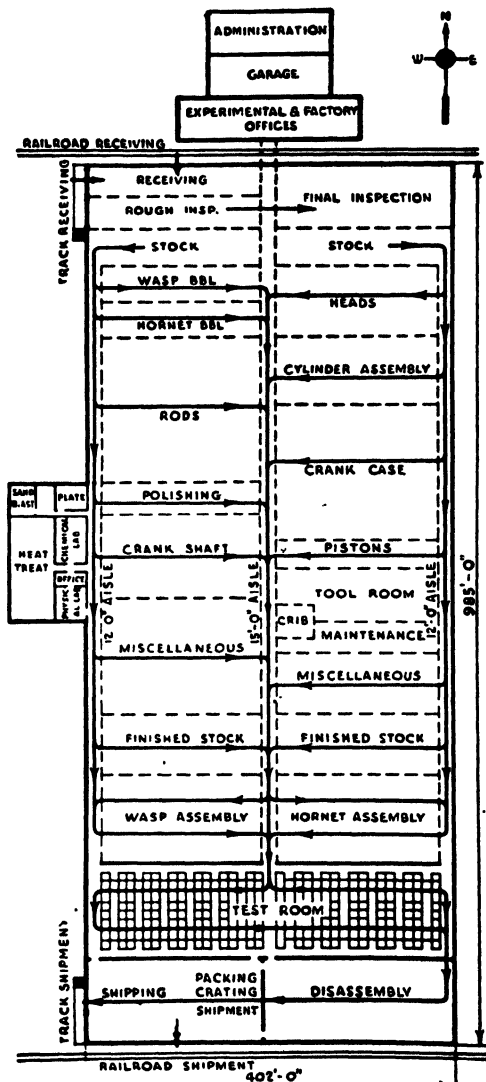 ADMINISTRATION
N
W E
GARAGE
EXPERIMENTAL & FACTORY
OFFICES
RAILROAD RECEIVING
RECEIVING
FINAL INSPECTION
ROUGH INSP.
TRACK RECEIVING
STOCK
STOCK
WASP BBL
HEADS
HORNET BBL
CYLINDER ASSEMBLY
RODS
CRANK CASE
SAND
BLAST
PLATE
POLISHING
HEAT
TREAT
CHEMICAL
LAB
OFFICE
PHYSICAL LAB
CRANK SHAFT
PISTONS
12'-0" AISLE
15'-0" AISLE
12'-0" AISLE
985'-0"
TOOL ROOM
CRIB
MAINTENANCE
MISCELLANEOUS
MISCELLANEOUS
FINISHED STOCK
FINISHED STOCK
WASP ASSEMBLY
HORNET ASSEMBLY
TEST ROOM
TRACK SHIPMENT
SHIPPING
PACKING
CRATING
SHIPMENT
DISASSEMBLY
RAILROAD SHIPMENT
402'-0"